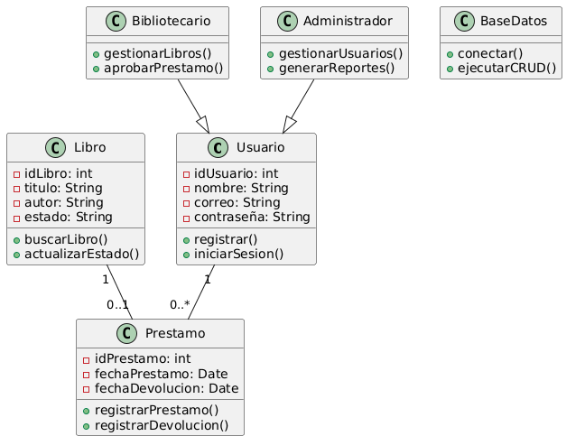 C Bibliotecario
gestionarLibros()
aprobarPrestamo()
C Administrador
gestionarUsuarios()
generarReportes()
C BaseDatos
conectar()
ejecutarCRUD()
C Libro
idLibro: int
titulo: String
autor: String
estado: String
buscarLibro()
actualizarEstado()
C Usuario
idUsuario: int
nombre: String
correo: String
contraseña: String
registrar()
iniciarSesion()
1
0..1
1
0..*
C Prestamo
idPrestamo: int
fechaPrestamo: Date
fechaDevolucion: Date
registrarPrestamo()
registrarDevolucion()